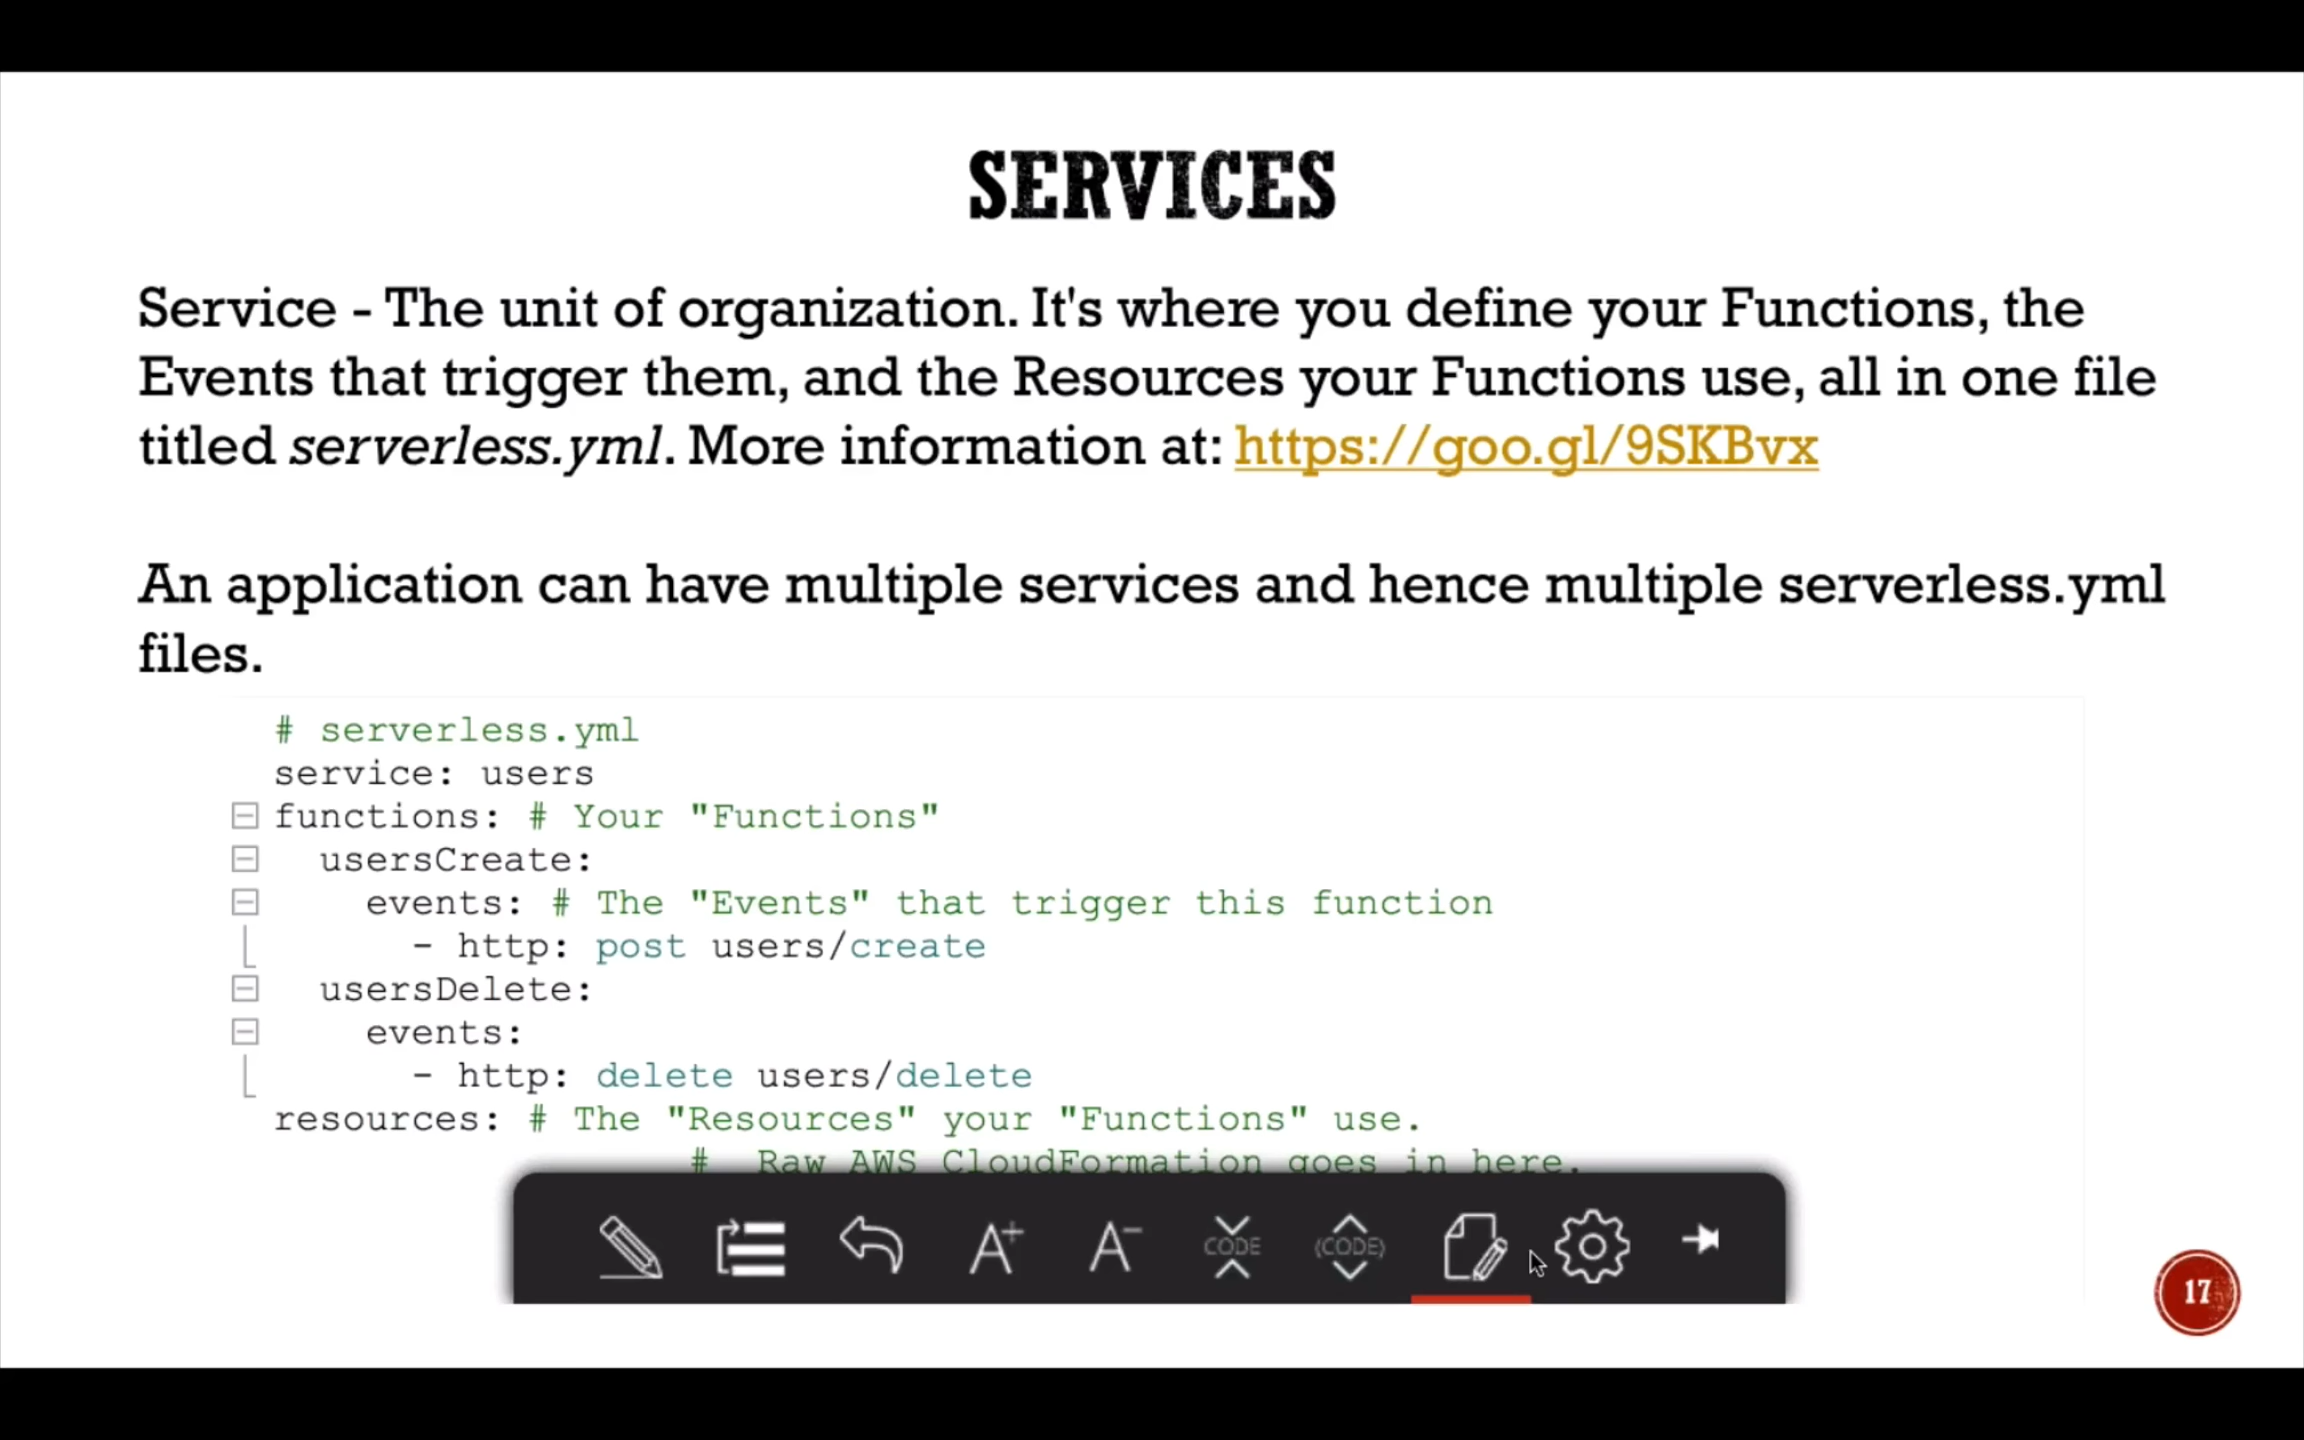 SERVICES
Service - The unit of organization. It's where you define your Functions, the
Events that trigger them, and the Resources your Functions use, all in one file
titled serverless.yml. More information at: https://goo.gl/9SKBvx
An application can have multiple services and hence multiple serverless.yml
files.
# serverless.yml
service: users
functions: # Your "Functions"
  usersCreate:
    events: # The "Events" that trigger this function
      - http: post users/create
  usersDelete:
    events:
      - http: delete users/delete
resources: # The "Resources" your "Functions" use.
# Raw AWS CloudFormation goes in here.
A+ A- CODE (CODE)
17